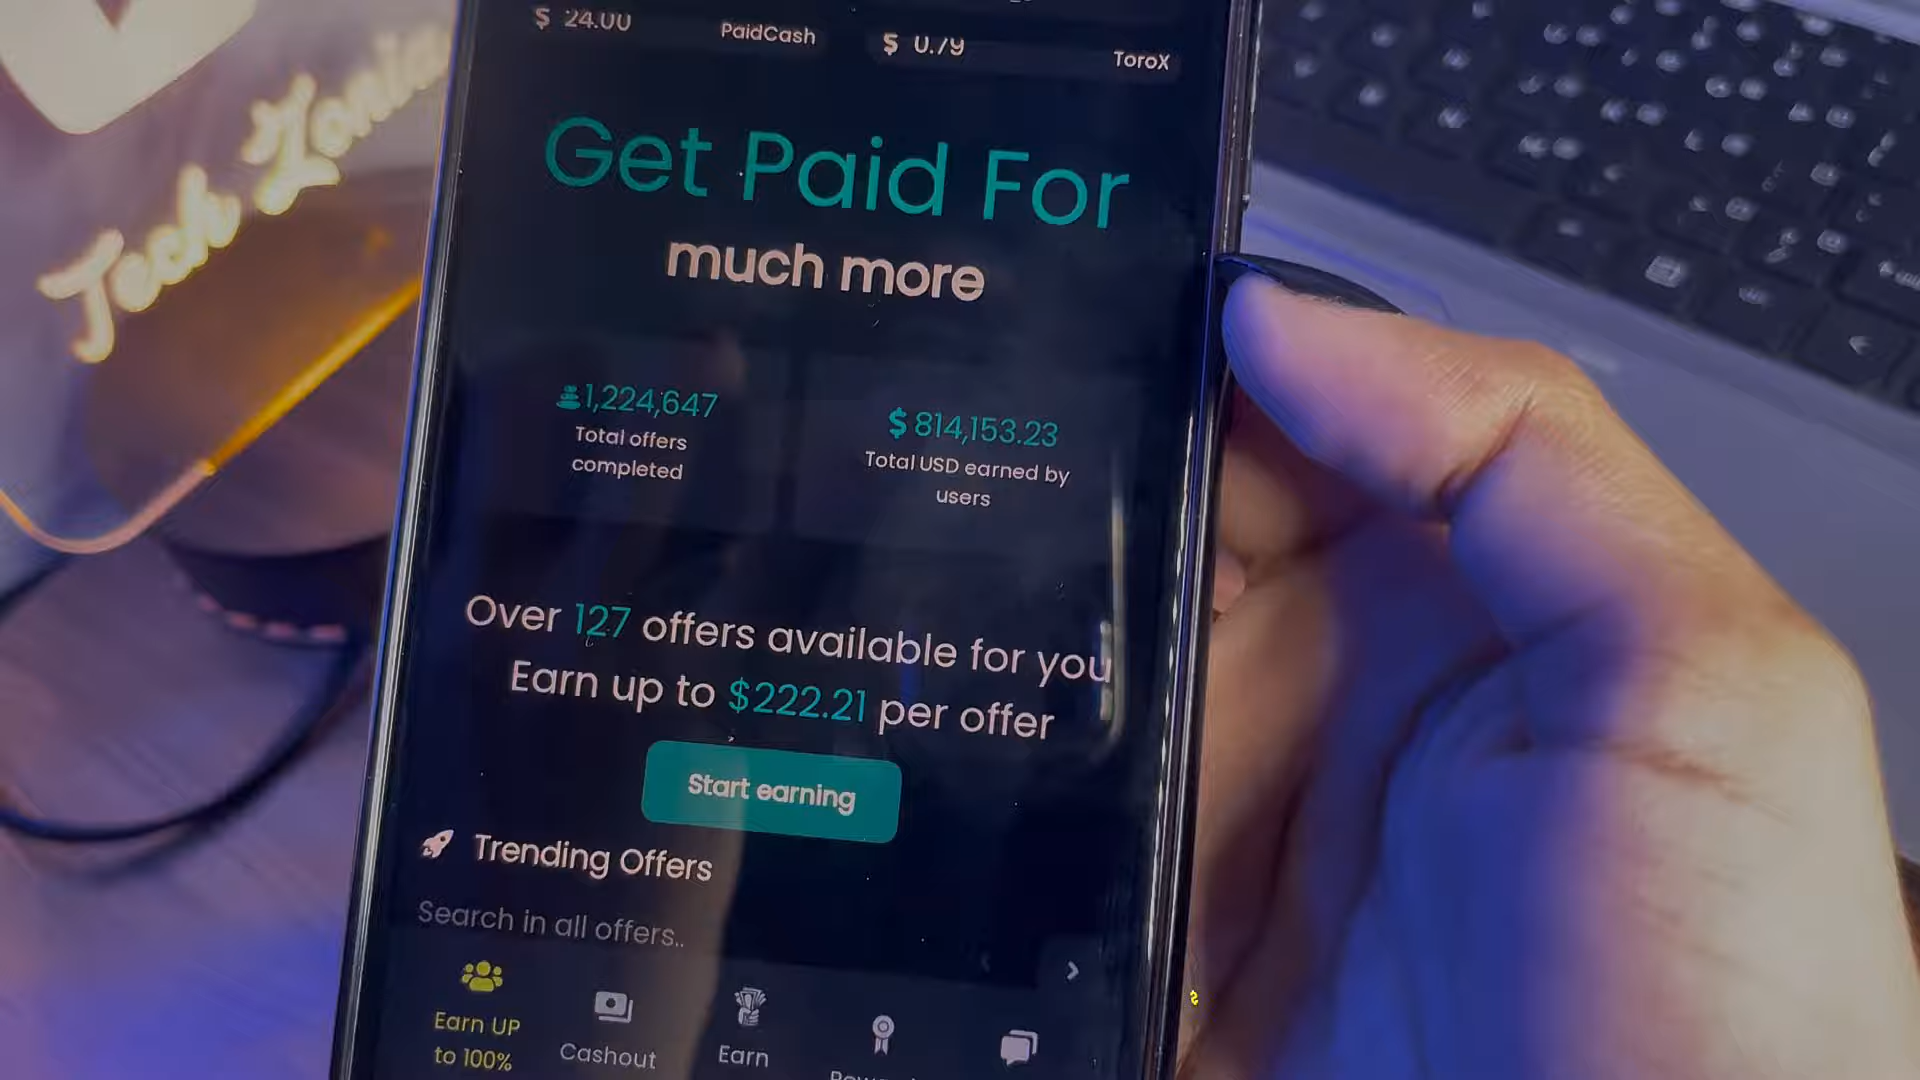 $ 24.00
PaidCash
$ 0.79
ToroX
Tech
Get Paid For
much more
1,224,647
Total offers
completed
$ 814,153.23
Total USD earned by
users
Over 127 offers available for you
Earn up to $222.21 per offer
Start earning
Trending Offers
Search in all offers..
Earn UP
to 100%
Cashout
Earn